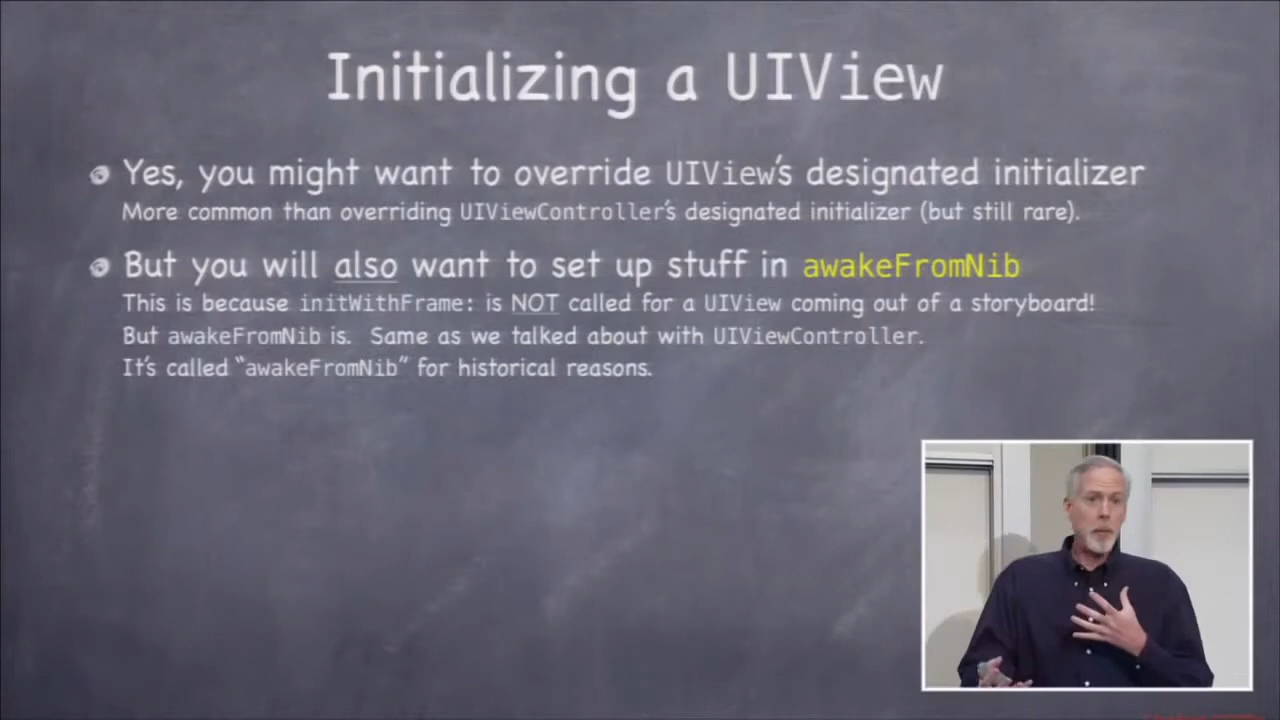 Initializing a UIView
Yes, you might want to override UIView's designated initializer
More common than overriding UIViewController's designated initializer (but still rare).
But you will also want to set up stuff in awakeFromNib
This is because initWithFrame: is NOT called for a UIView coming out of a storyboard!
But awakeFromNib is. Same as we talked about with UIViewController.
It's called “awakeFromNib” for historical reasons.